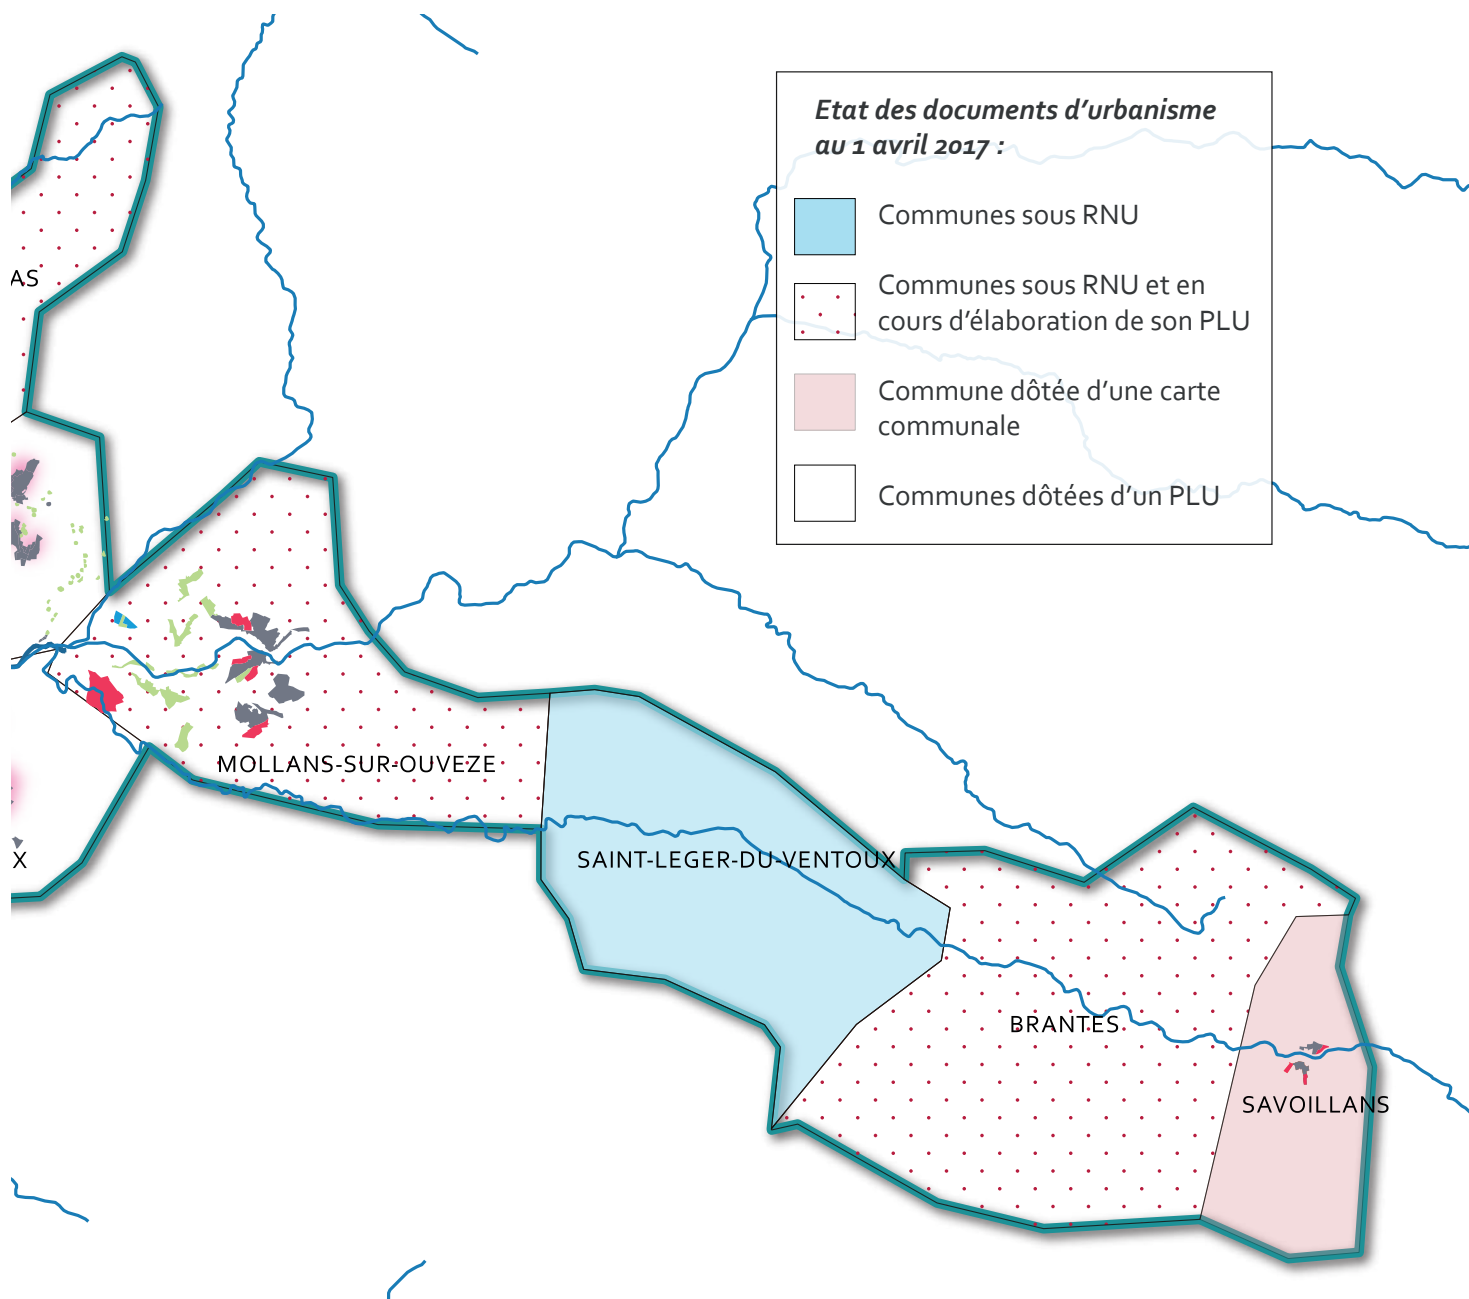 Etat des documents d'urbanisme
au 1 avril 2017 :
Communes sous RNU
Communes sous RNU et en
cours d'élaboration de son PLU
Commune dôtée d'une carte
communale
Communes dôtées d'un PLU
AS
MOLLANS-SUR-OUVEZE
X
SAINT-LEGER-DU-VENTOUX
BRANTES
SAVOILLANS